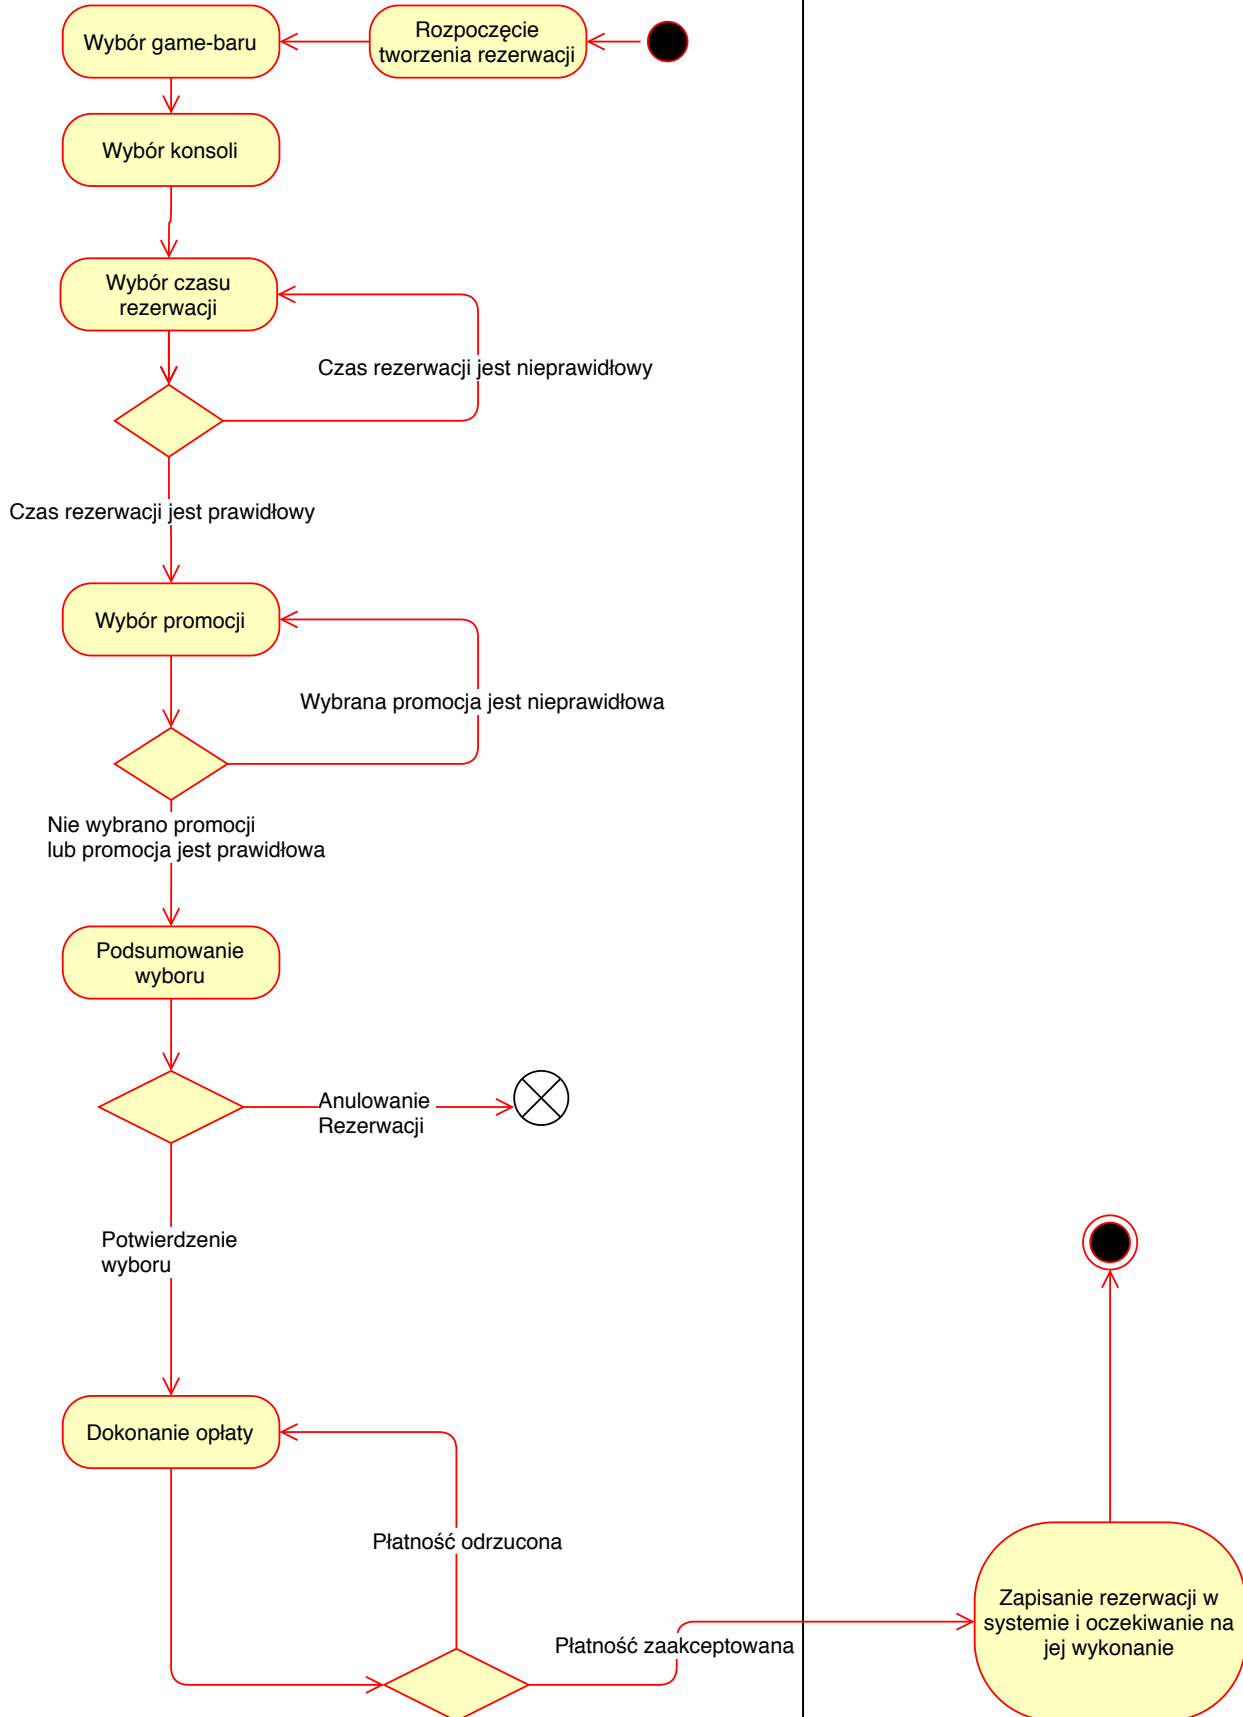 Rozpoczęcie
tworzenia rezerwacji
Wybór game-baru
Wybór konsoli
Wybór czasu
rezerwacji
Czas rezerwacji jest nieprawidłowy
Czas rezerwacji jest prawidłowy
Wybór promocji
Wybrana promocja jest nieprawidłowa
Nie wybrano promocji
lub promocja jest prawidłowa
Podsumowanie
wyboru
Anulowanie
Rezerwacji
Potwierdzenie
wyboru
Dokonanie opłaty
Płatność odrzucona
Płatność zaakceptowana
Zapisanie rezerwacji w
systemie i oczekiwanie na
jej wykonanie